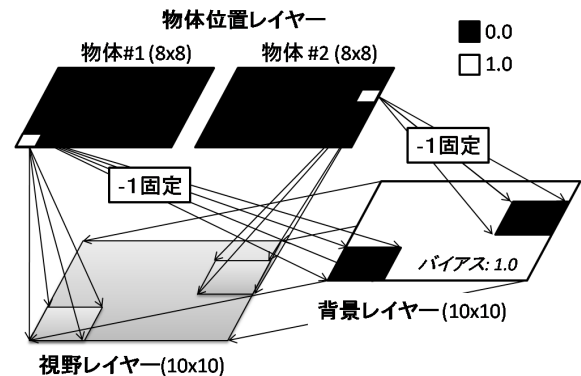 物体位置レイヤー
物体#1 (8x8)
物体 #2 (8x8)
0.0
1.0
-1固定
-1固定
バイアス: 1.0
背景レイヤー(10x10)
視野レイヤー(10x10)